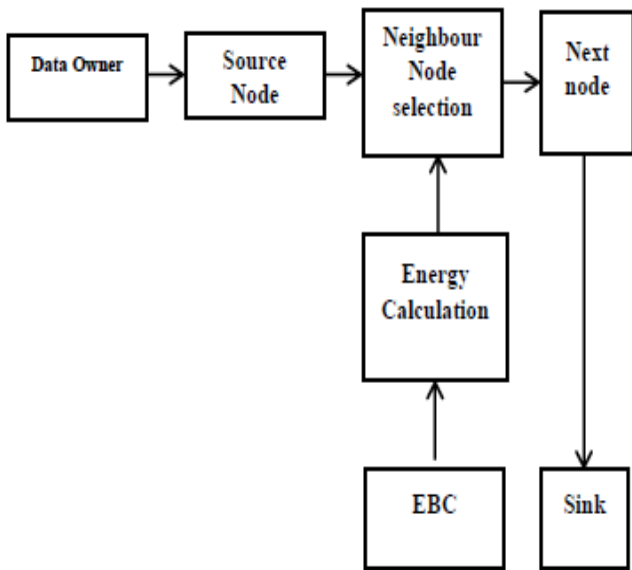 Data Owner
Source
Node
Neighbour
Node
selection
Next
node
Energy
Calculation
EBC
Sink